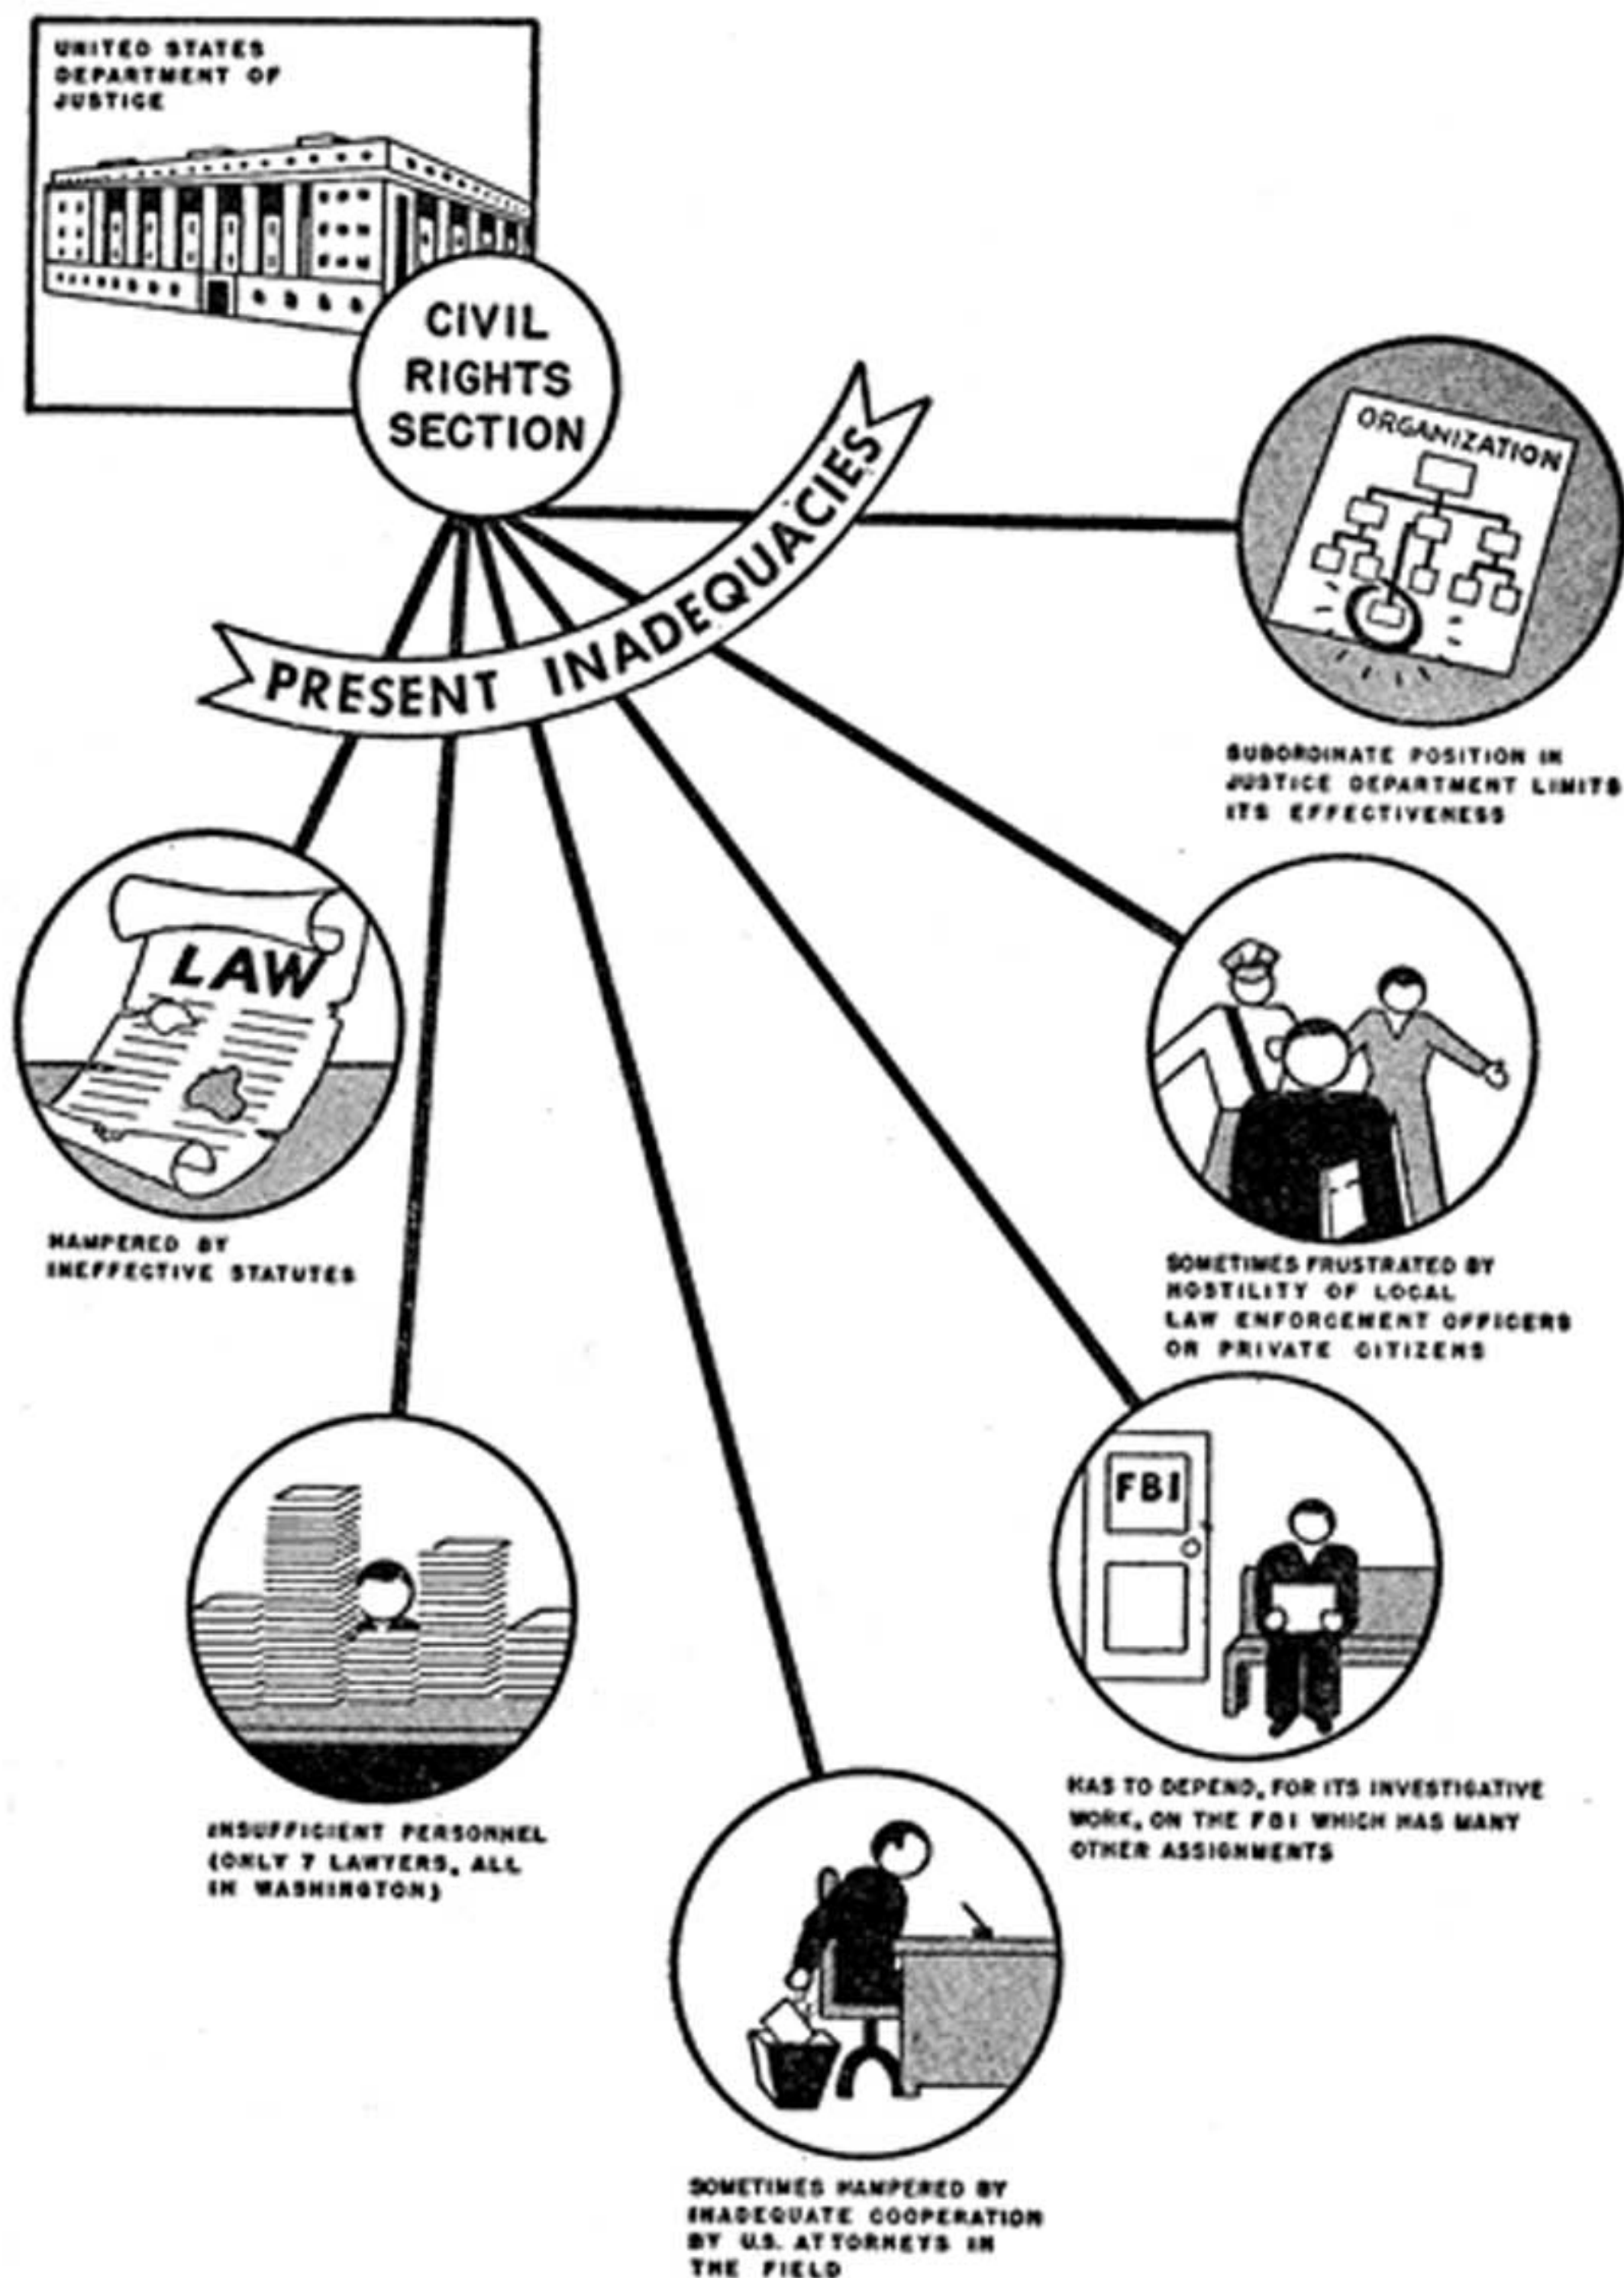 UNITED STATES
DEPARTMENT OF
JUSTICE
CIVIL
RIGHTS
SECTION
PRESENT INADEQUACIES
ORGANIZATION
SUBORDINATE POSITION IN
JUSTICE DEPARTMENT LIMITS
ITS EFFECTIVENESS
LAW
HAMPERED BY
INEFFECTIVE STATUTES
SOMETIMES FRUSTRATED BY
HOSTILITY OF LOCAL
LAW ENFORCEMENT OFFICERS
OR PRIVATE CITIZENS
FBI
HAS TO DEPEND, FOR ITS INVESTIGATIVE
WORK, ON THE FBI WHICH HAS MANY
OTHER ASSIGNMENTS
INSUFFICIENT PERSONNEL
(ONLY 7 LAWYERS, ALL
IN WASHINGTON)
SOMETIMES HAMPERED BY
INADEQUATE COOPERATION
BY U.S. ATTORNEYS IN
THE FIELD